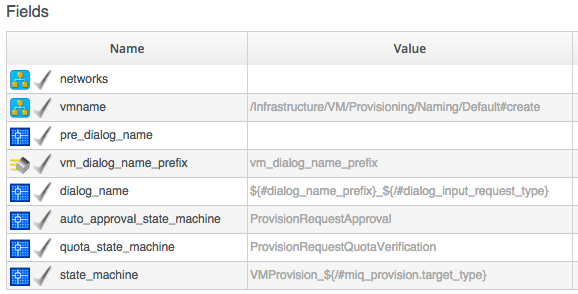 Fields
Name Value
networks
vmname /Infrastructure/VM/Provisioning/Naming/Default#create
pre_dialog_name
vm_dialog_name_prefix vm_dialog_name_prefix
dialog_name ${#dialog_name_prefix}_${/#dialog_input_request_type}
auto_approval_state_machine ProvisionRequestApproval
quota_state_machine ProvisionRequestQuotaVerification
state_machine VMProvision_${/#miq_provision.target_type}